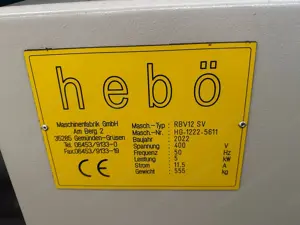 hebö
Maschinenfabrik GmbH
Am Berg 2
35285 Gemünden-Grüsen
Tel.:06453/9133-0
Fax:06453/9133-19
CE
Masch.-Typ : RBV12 SV
Masch.-Nr. : HG-1222-5611
Baujahr : 2022
Spannung : 400 V
Frequenz : 50 Hz
Leistung : 5 kW
Strom : 11.5 A
Gewicht : 555 kg